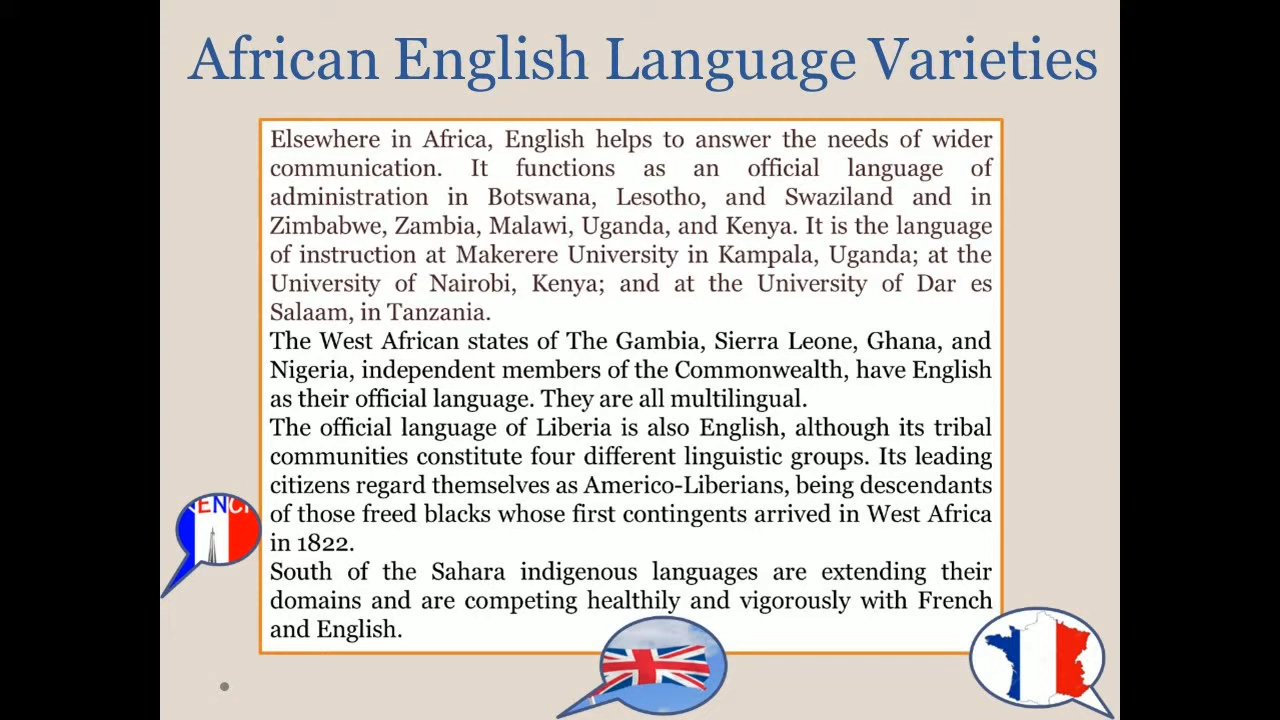 African English Language Varieties
Elsewhere in Africa, English helps to answer the needs of wider
communication. It functions as an official language of
administration in Botswana, Lesotho, and Swaziland and in
Zimbabwe, Zambia, Malawi, Uganda, and Kenya. It is the language
of instruction at Makerere University in Kampala, Uganda; at the
University of Nairobi, Kenya; and at the University of Dar es
Salaam, in Tanzania.
The West African states of The Gambia, Sierra Leone, Ghana, and
Nigeria, independent members of the Commonwealth, have English
as their official language. They are all multilingual.
The official language of Liberia is also English, although its tribal
communities constitute four different linguistic groups. Its leading
citizens regard themselves as Americo-Liberians, being descendants
of those freed blacks whose first contingents arrived in West Africa
in 1822.
South of the Sahara indigenous languages are extending their
domains and are competing healthily and vigorously with French
and English.